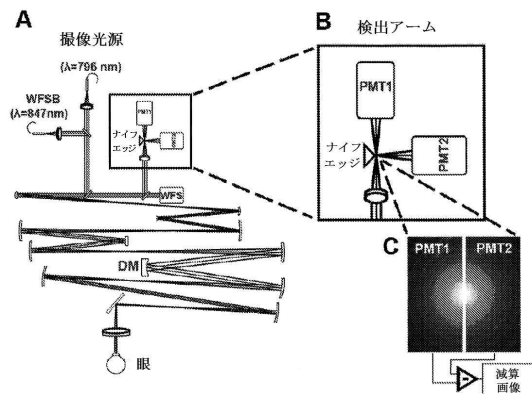 A
撮像光源
(λ=796 nm)
WFSB
(λ=847nm)
PMT1
ナイフ
エッジ
WFS
DM
眼
B
検出アーム
PMT1
ナイフ
エッジ
PMT2
C
PMT1
PMT2
減算
画像